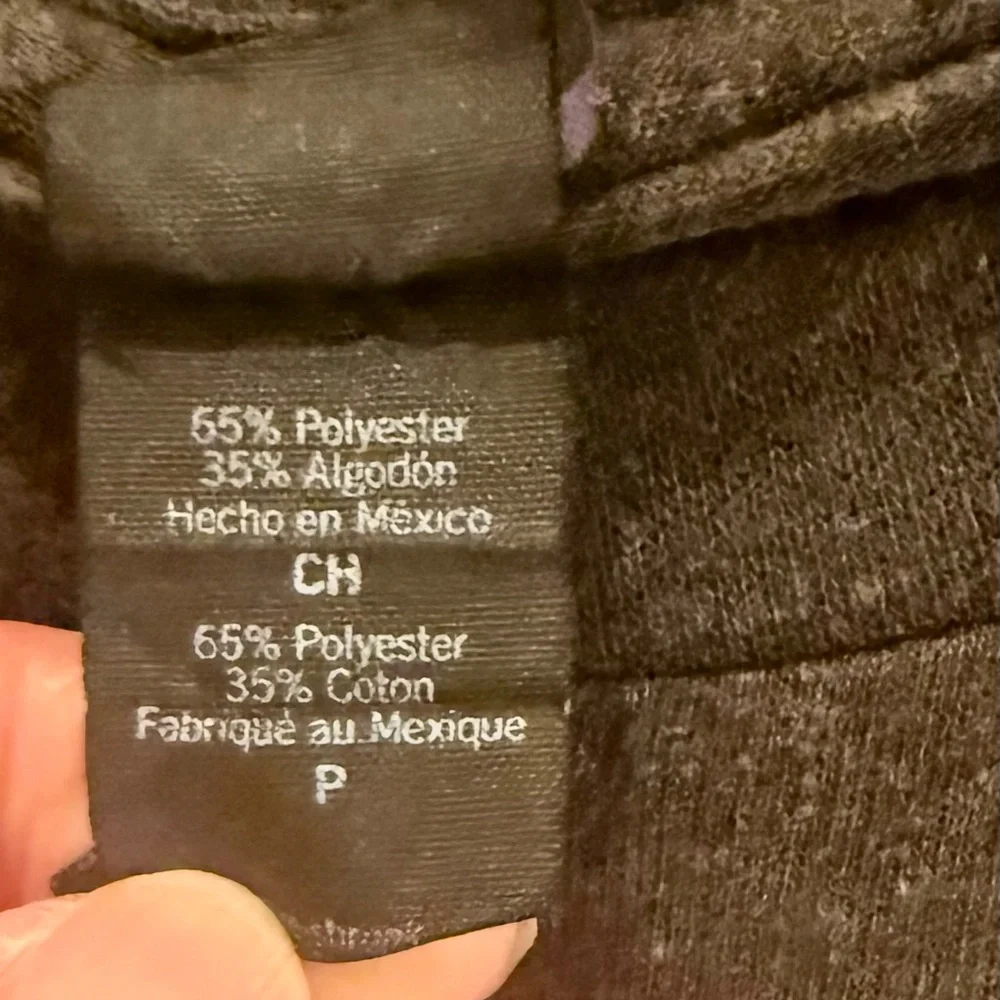 65% Polyester
35% Algodón
Hecho en México
CH
65% Polyester
35% Coton
Fabriqué au Mexique
P